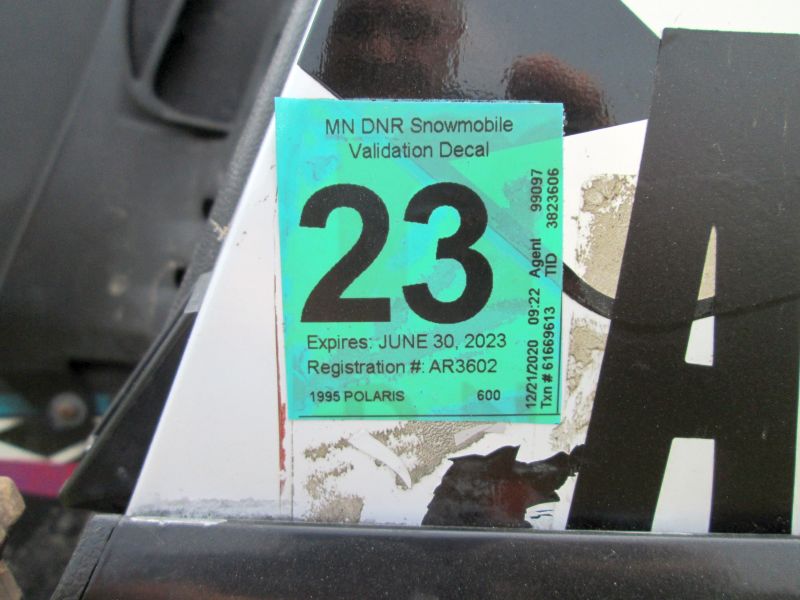 MN DNR Snowmobile
Validation Decal
23
Expires: JUNE 30, 2023
Registration #: AR3602
1995 POLARIS 600
12/21/2020 09:22 Agent 99097
Txn # 61669613 TID 3823606
A